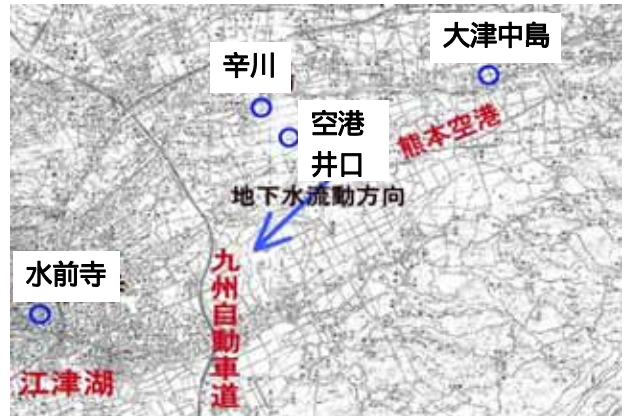 大津中島
辛川
空港
井口
熊本空港
地下水流動方向
九州自動車道
水前寺
江津湖